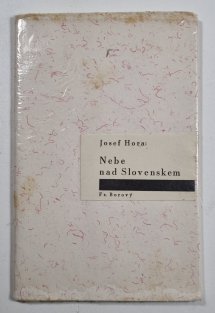 Josef Hora:
Nebe
nad Slovenskem
Fr. Borový